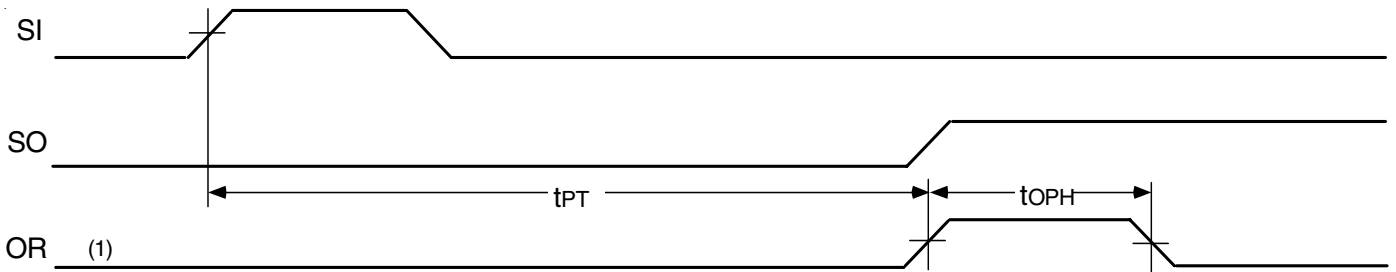 SI
SO
tPT
tOPH
OR (1)